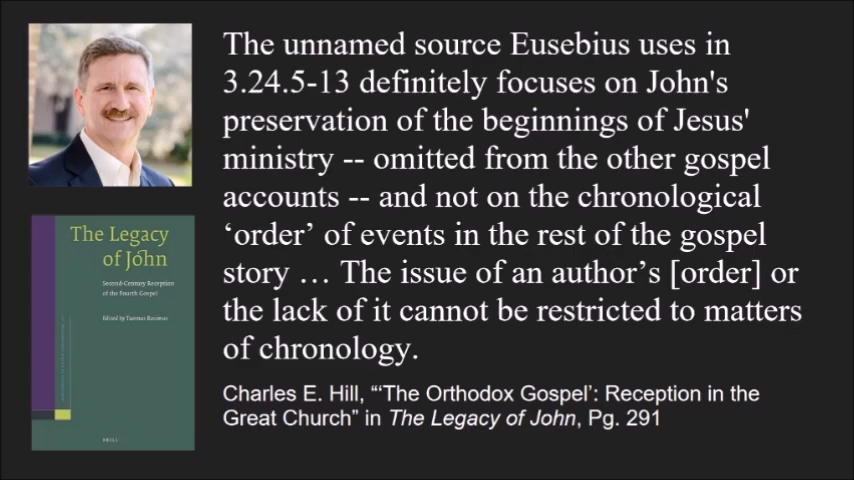 The unnamed source Eusebius uses in
3.24.5-13 definitely focuses on John's
preservation of the beginnings of Jesus'
ministry -- omitted from the other gospel
accounts -- and not on the chronological
‘order’ of events in the rest of the gospel
story … The issue of an author’s [order] or
the lack of it cannot be restricted to matters
of chronology.
Charles E. Hill, “‘The Orthodox Gospel’: Reception in the
Great Church” in The Legacy of John, Pg. 291
The Legacy
of John
Second-Century Reception
of the Fourth Gospel
Edited by Tuomas Rasimus
BRILL